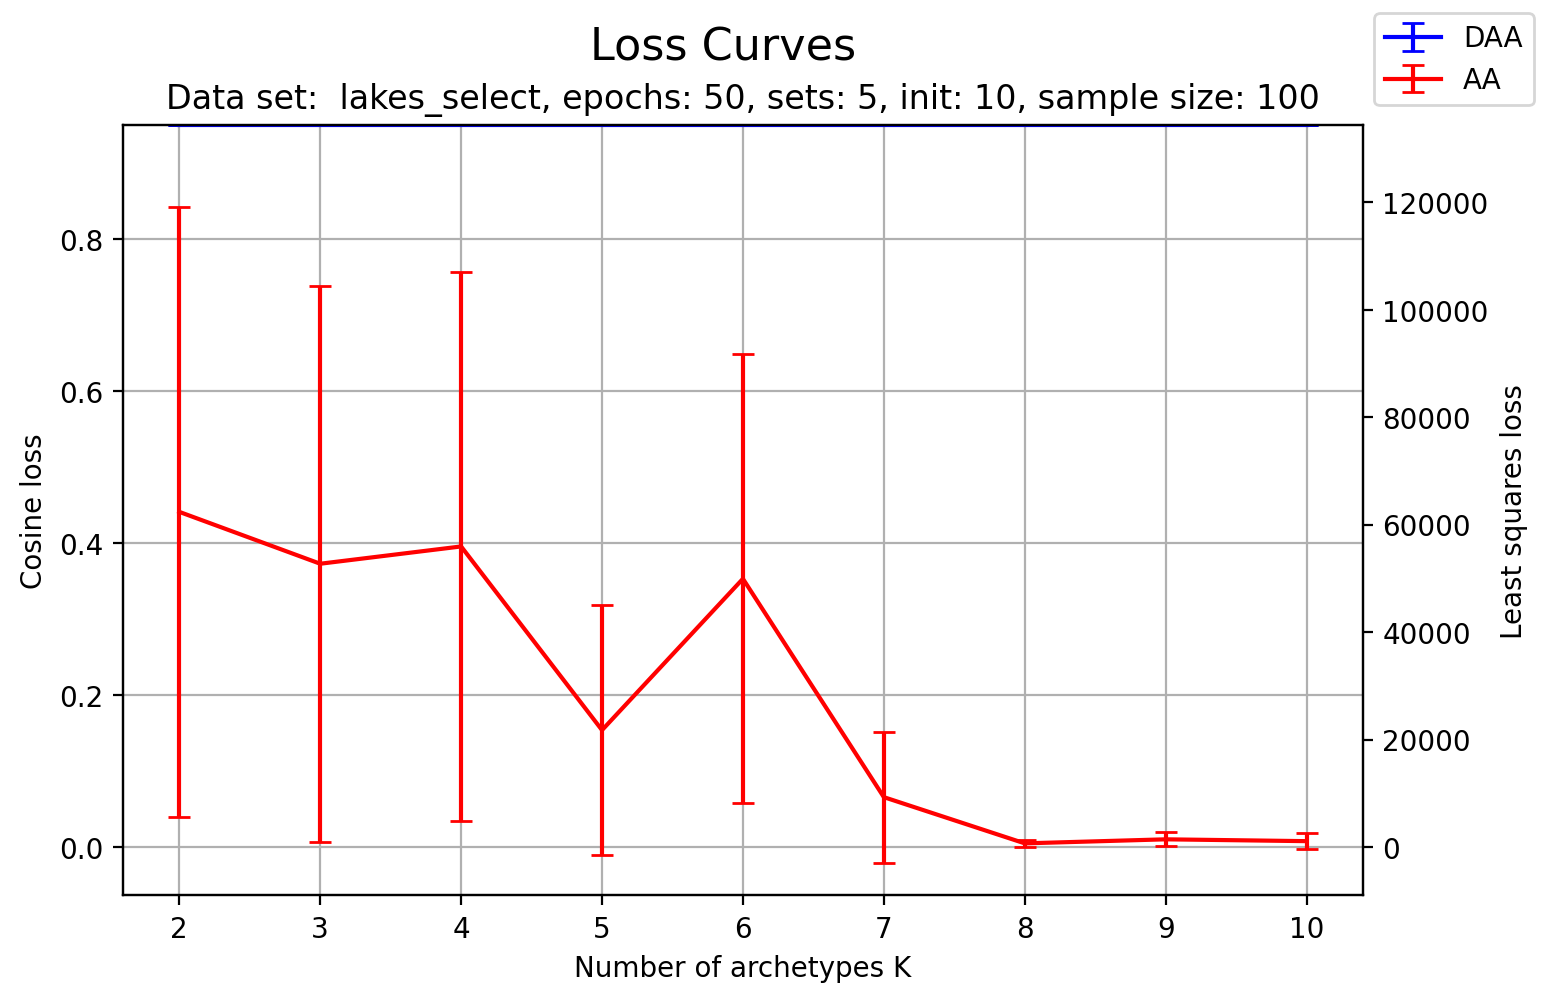 Loss Curves
Data set:  lakes_select, epochs: 50, sets: 5, init: 10, sample size: 100
DAA
AA
Cosine loss
0.8
0.6
0.4
0.2
0.0
120000
100000
80000
60000
40000
20000
0
Least squares loss
2 3 4 5 6 7 8 9 10
Number of archetypes K